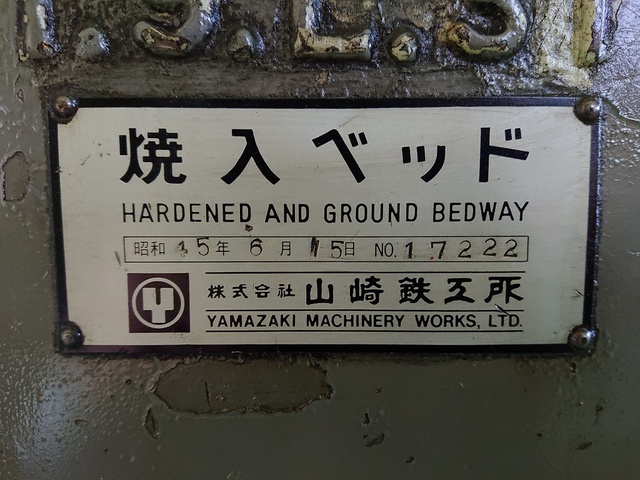 焼入ベッド
HARDENED AND GROUND BEDWAY
昭和 45年 6月 15日 NO. 17222
株式会社 山崎鉄工所
YAMAZAKI MACHINERY WORKS, LTD.